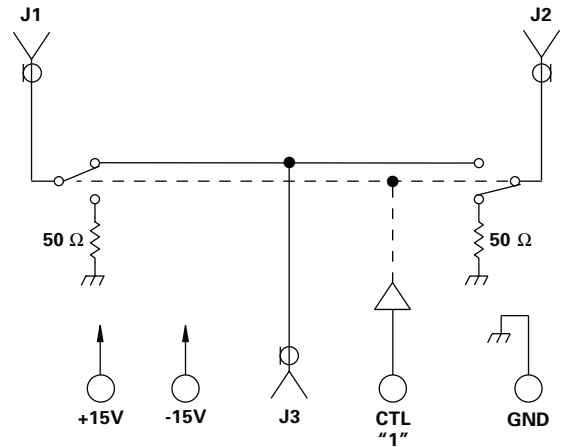 J1
J2
50 Ω
50 Ω
+15V
-15V
J3
CTL
“1”
GND